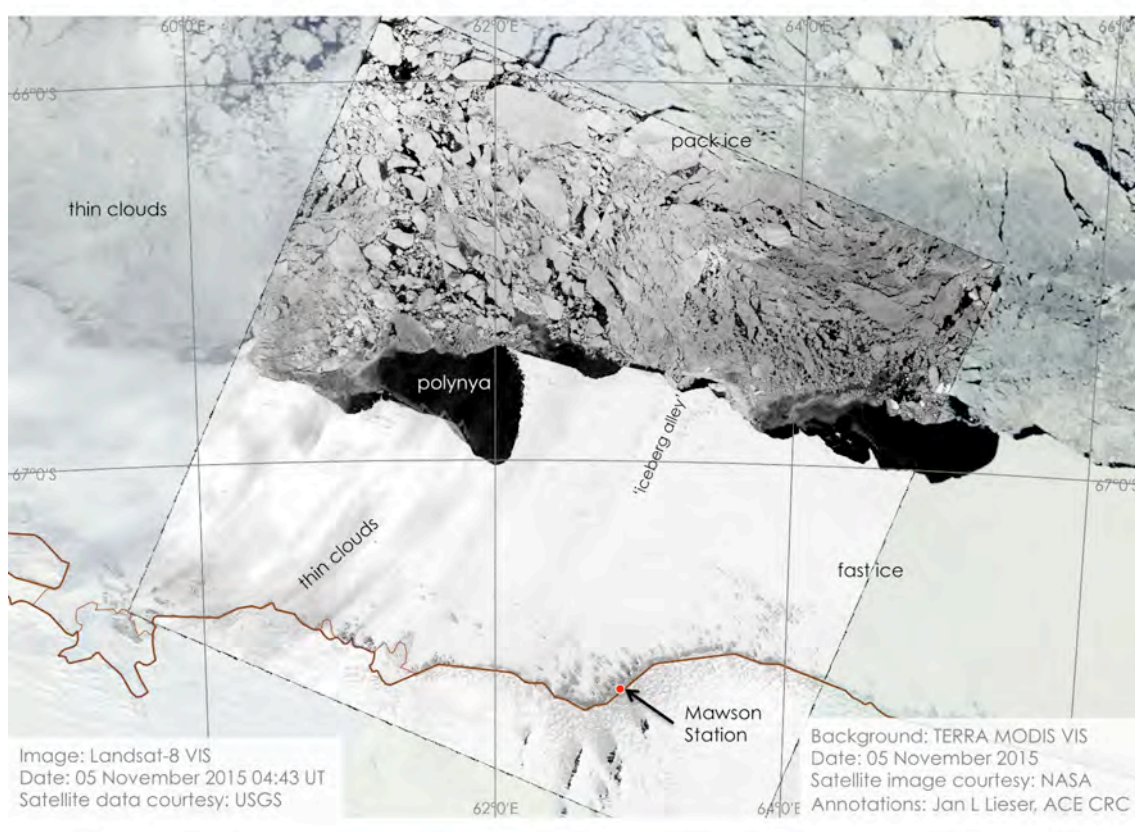 60°0'E
62°0'E
64°0'E
66°0'E
66°0'S
pack ice
thin clouds
polynya
'iceberg alley'
67°0'S
67°0'S
thin clouds
fast ice
Mawson
Station
Image: Landsat-8 VIS
Date: 05 November 2015 04:43 UT
Satellite data courtesy: USGS
Background: TERRA MODIS VIS
Date: 05 November 2015
Satellite image courtesy: NASA
Annotations: Jan L Lieser, ACE CRC
62°0'E
64°0'E